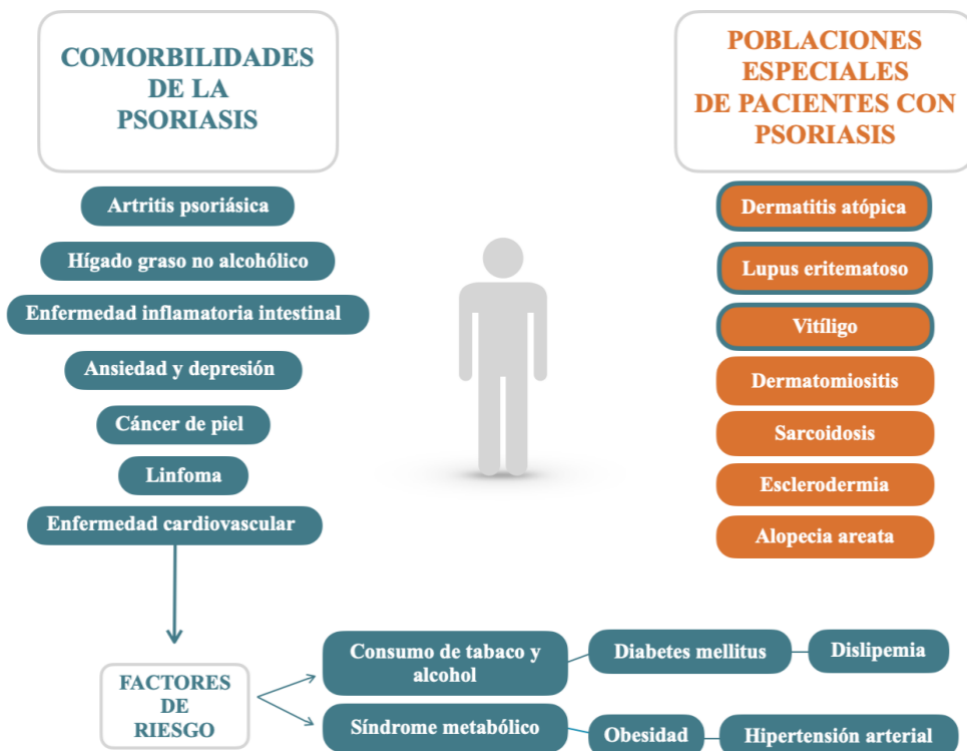 COMORBILIDADES
DE LA
PSORIASIS
Artritis psoriásica
Hígado graso no alcohólico
Enfermedad inflamatoria intestinal
Ansiedad y depresión
Cáncer de piel
Linfoma
Enfermedad cardiovascular
POBLACIONES
ESPECIALES
DE PACIENTES CON
PSORIASIS
Dermatitis atópica
Lupus eritematoso
Vitíligo
Dermatomiositis
Sarcoidosis
Esclerodermia
Alopecia areata
FACTORES
DE
RIESGO
Consumo de tabaco y
alcohol
Diabetes mellitus
Dislipemia
Síndrome metabólico
Obesidad
Hipertensión arterial